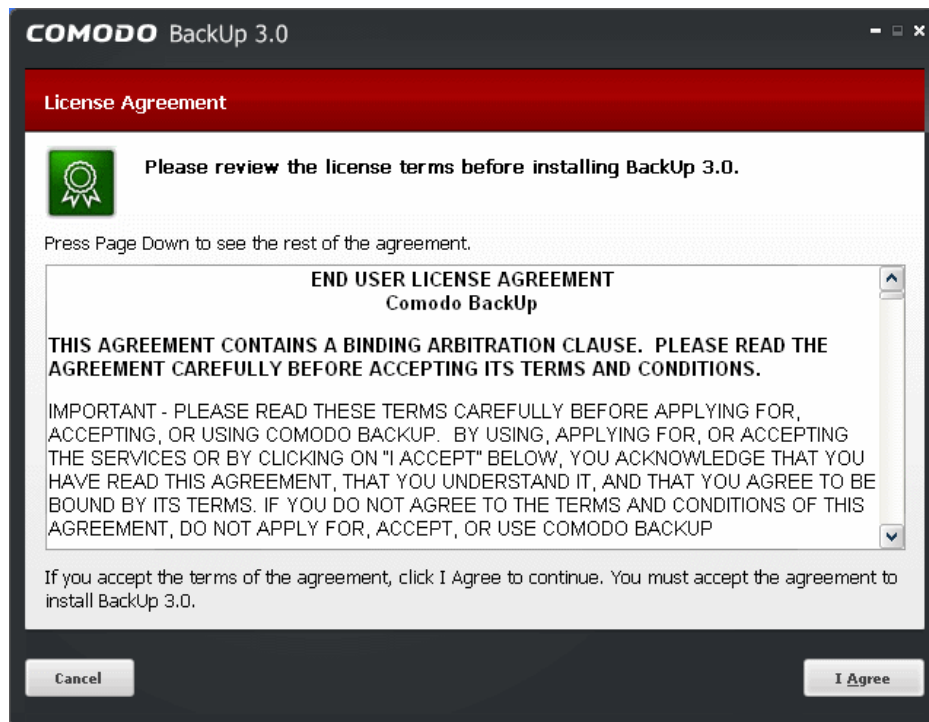 COMODO BackUp 3.0
License Agreement
Please review the license terms before installing BackUp 3.0.
Press Page Down to see the rest of the agreement.
END USER LICENSE AGREEMENT
Comodo BackUp
THIS AGREEMENT CONTAINS A BINDING ARBITRATION CLAUSE.  PLEASE READ THE
AGREEMENT CAREFULLY BEFORE ACCEPTING ITS TERMS AND CONDITIONS.
IMPORTANT - PLEASE READ THESE TERMS CAREFULLY BEFORE APPLYING FOR,
ACCEPTING, OR USING COMODO BACKUP.  BY USING, APPLYING FOR, OR ACCEPTING
THE SERVICES OR BY CLICKING ON "I ACCEPT" BELOW, YOU ACKNOWLEDGE THAT YOU
HAVE READ THIS AGREEMENT, THAT YOU UNDERSTAND IT, AND THAT YOU AGREE TO BE
BOUND BY ITS TERMS. IF YOU DO NOT AGREE TO THE TERMS AND CONDITIONS OF THIS
AGREEMENT, DO NOT APPLY FOR, ACCEPT, OR USE COMODO BACKUP
If you accept the terms of the agreement, click I Agree to continue. You must accept the agreement to
install BackUp 3.0.
Cancel
I Agree